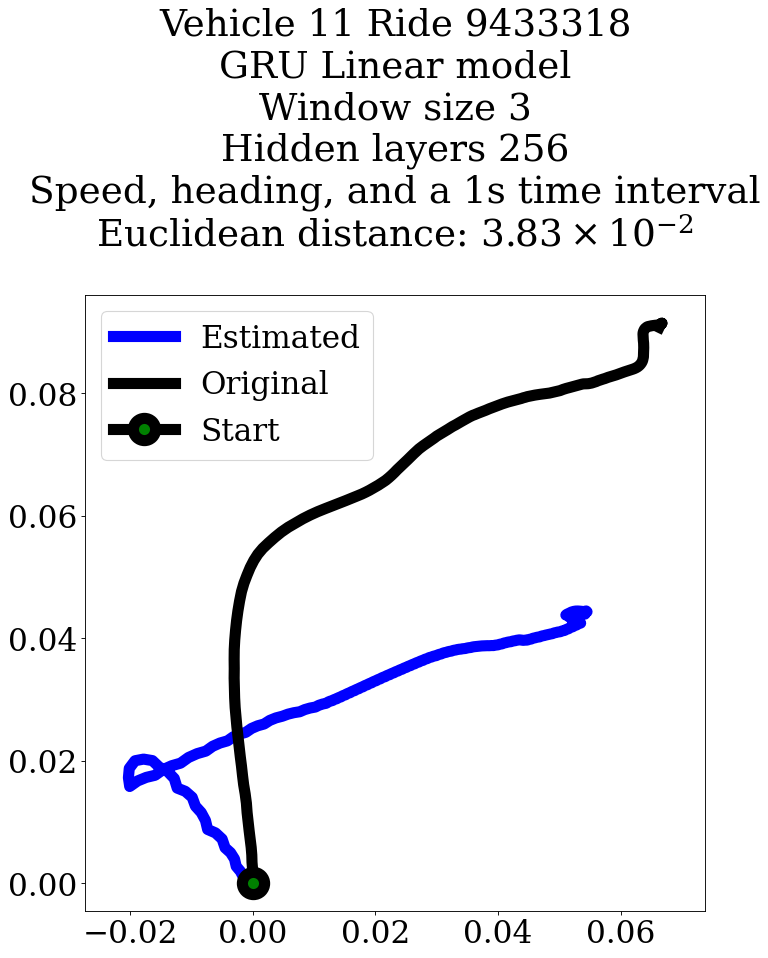 Vehicle 11 Ride 9433318
GRU Linear model
Window size 3
Hidden layers 256
Speed, heading, and a 1s time interval
Euclidean distance: 3.83 × 10⁻²
Estimated
Original
Start
0.08
0.06
0.04
0.02
0.00
−0.02 0.00 0.02 0.04 0.06